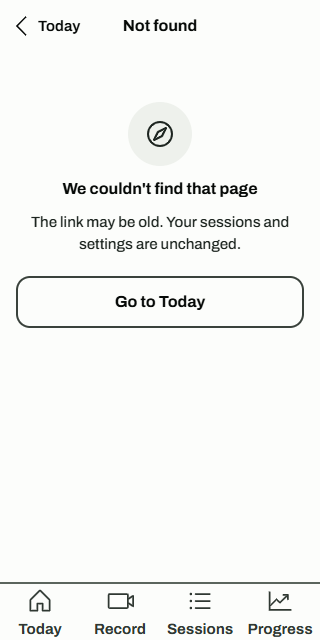 Today
Not found
We couldn't find that page
The link may be old. Your sessions and
settings are unchanged.
Go to Today
Today
Record
Sessions
Progress